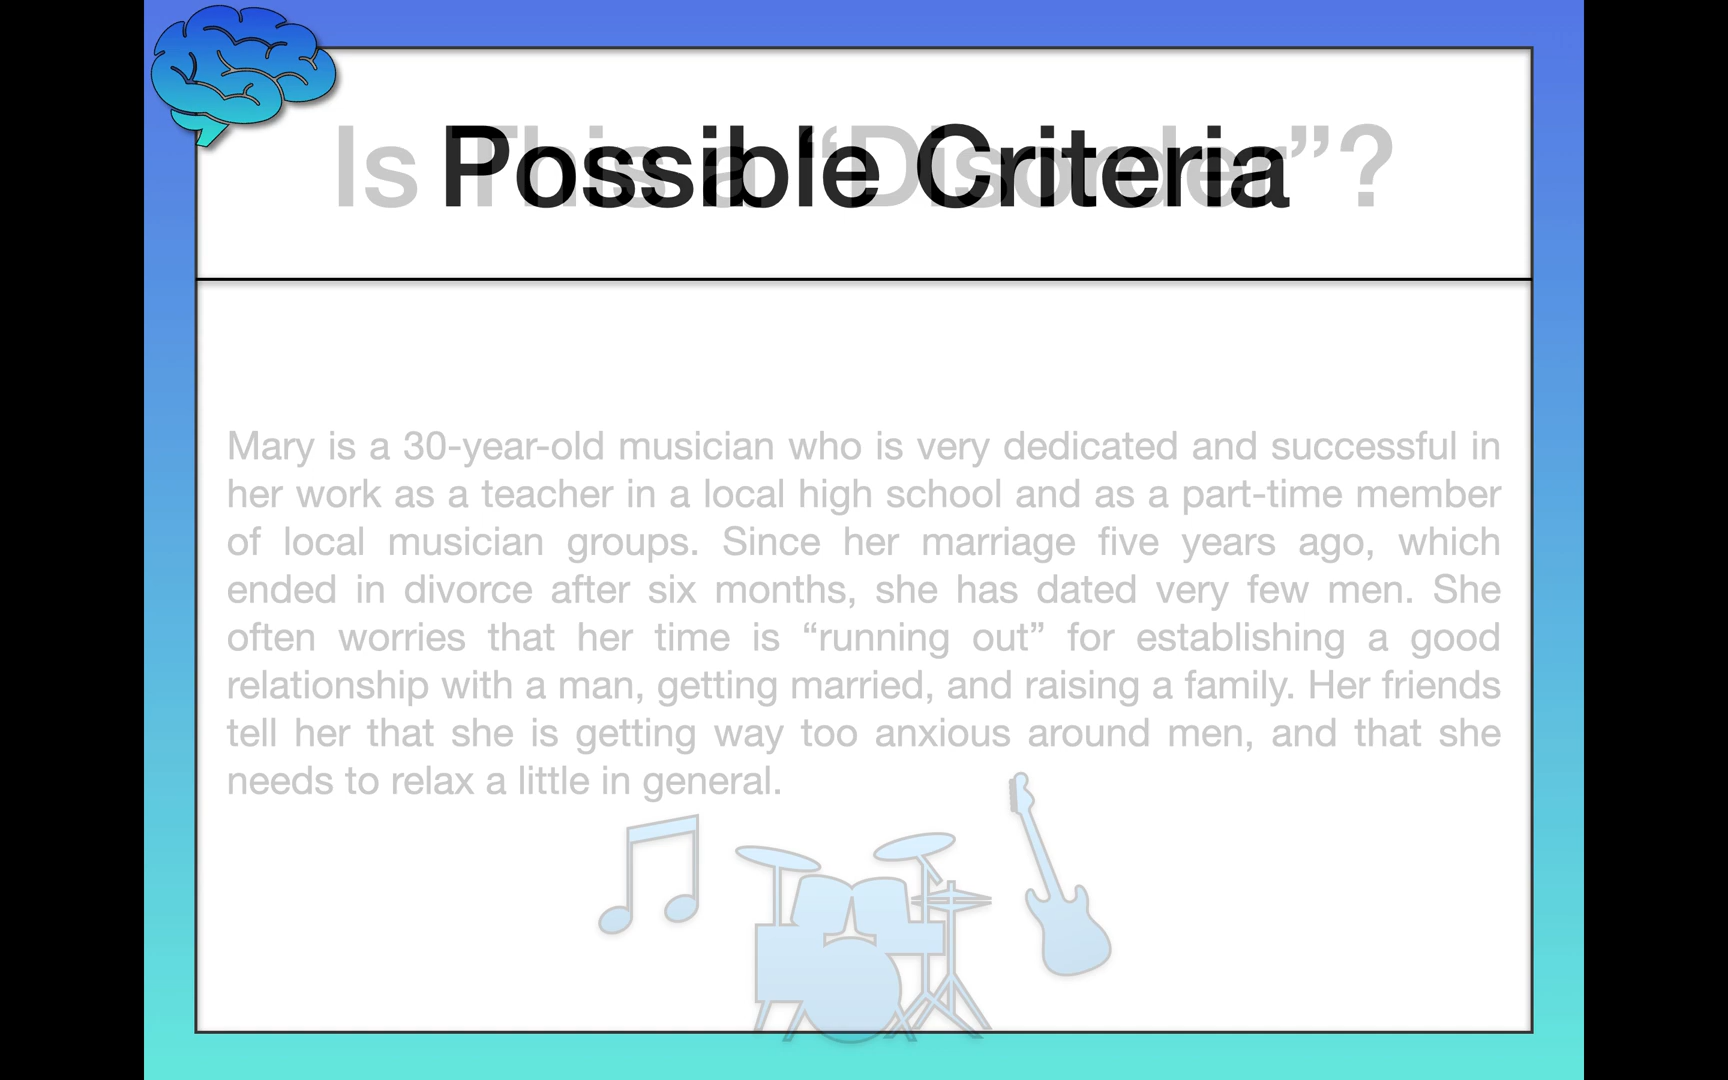 Is This a “Disorder”?
Possible Criteria
Mary is a 30-year-old musician who is very dedicated and successful in
her work as a teacher in a local high school and as a part-time member
of local musician groups. Since her marriage five years ago, which
ended in divorce after six months, she has dated very few men. She
often worries that her time is “running out” for establishing a good
relationship with a man, getting married, and raising a family. Her friends
tell her that she is getting way too anxious around men, and that she
needs to relax a little in general.